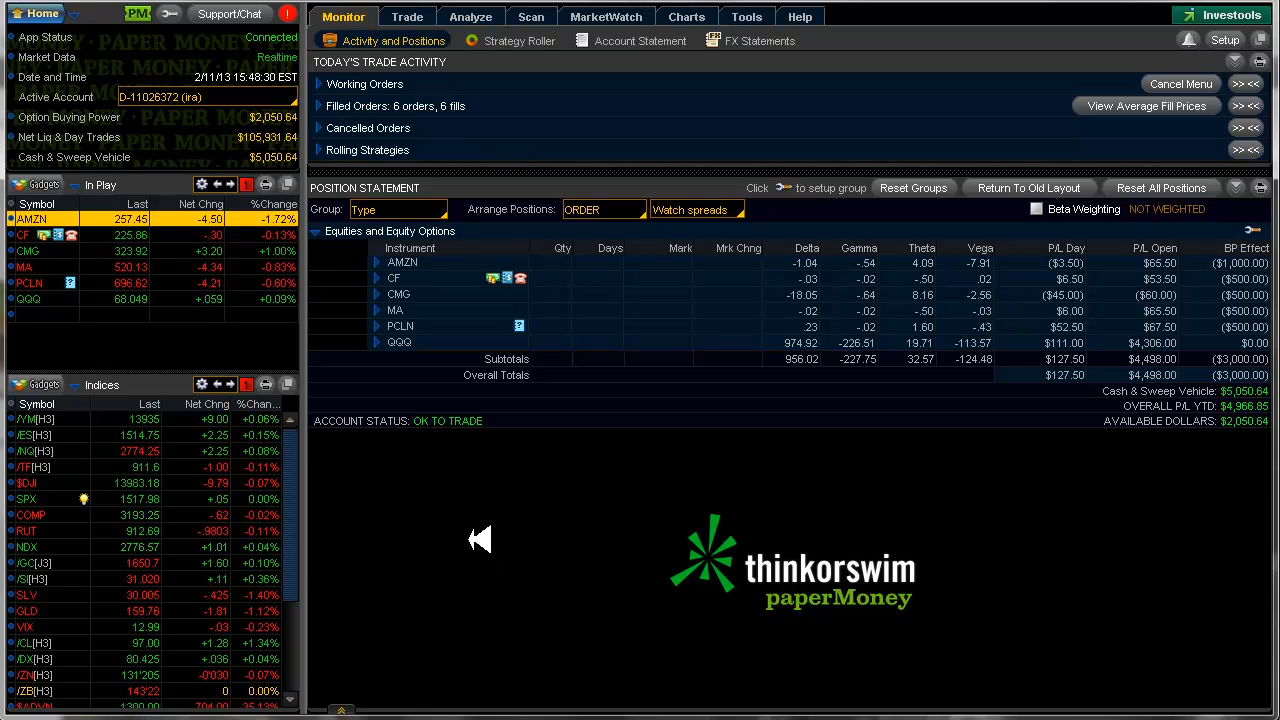 Home PM Support/Chat !
App Status Connected
Market Data Realtime
Date and Time 2/11/13 15:48:30 EST
Active Account D-11026372 (ira)
Option Buying Power $2,050.64
Net Liq & Day Trades $105,931.64
Cash & Sweep Vehicle $5,050.64
Gadgets In Play 1
Symbol Last Net Chng %Change
AMZN 257.45 -4.50 -1.72%
CF 225.86 -.30 -0.13%
CMG 323.92 +3.20 +1.00%
MA 520.13 -4.34 -0.83%
PCLN 696.62 -4.21 -0.60%
QQQ 68.049 +.059 +0.09%
Gadgets Indices 1
Symbol Last Net Chng %Chan...
/YM[H3] 13935 +9.00 +0.06%
/ES[H3] 1514.75 +2.25 +0.15%
/NQ[H3] 2774.25 +2.25 +0.08%
/TF[H3] 911.6 -1.00 -0.11%
$DJI 13983.18 -9.79 -0.07%
SPX 1517.98 +.05 0.00%
COMP 3193.25 -.62 -0.02%
RUT 912.69 -.9803 -0.11%
NDX 2776.57 +1.01 +0.04%
/GC[J3] 1650.7 +1.60 +0.10%
/SI[H3] 31.020 +.11 +0.36%
SLV 30.005 -.425 -1.40%
GLD 159.76 -1.81 -1.12%
VIX 12.99 -.03 -0.23%
/CL[H3] 97.00 +1.28 +1.34%
/DX[H3] 80.425 +.036 +0.04%
/ZN[H3] 131'205 -0'030 -0.07%
/ZB[H3] 143'22 0 0.00%
$ADVN 1300.00 704.00 35.13%
Monitor Trade Analyze Scan MarketWatch Charts Tools Help Investools
Activity and Positions Strategy Roller Account Statement FX Statements Setup
TODAY'S TRADE ACTIVITY
Working Orders Cancel Menu >> <<
Filled Orders: 6 orders, 6 fills View Average Fill Prices >> <<
Cancelled Orders >> <<
Rolling Strategies >> <<
POSITION STATEMENT Click to setup group Reset Groups Return To Old Layout Reset All Positions
Group: Type Arrange Positions: ORDER Watch spreads Beta Weighting NOT WEIGHTED
Equities and Equity Options
Instrument Qty Days Mark Mrk Chng Delta Gamma Theta Vega P/L Day P/L Open BP Effect
AMZN -1.04 -.54 4.09 -7.91 ($3.50) $65.50 ($1,000.00)
CF -.03 -.02 -.50 .02 $6.50 $53.50 ($500.00)
CMG -18.05 -.64 8.16 -2.56 ($45.00) ($60.00) ($500.00)
MA -.02 -.02 -.50 -.03 $6.00 $65.50 ($500.00)
PCLN .23 -.02 1.60 -.43 $52.50 $67.50 ($500.00)
QQQ 974.92 -226.51 19.71 -113.57 $111.00 $4,306.00 $0.00
Subtotals 956.02 -227.75 32.57 -124.48 $127.50 $4,498.00 ($3,000.00)
Overall Totals $127.50 $4,498.00 ($3,000.00)
Cash & Sweep Vehicle: $5,050.64
OVERALL P/L YTD: $4,966.85
ACCOUNT STATUS: OK TO TRADE AVAILABLE DOLLARS: $2,050.64
thinkorswim
paperMoney